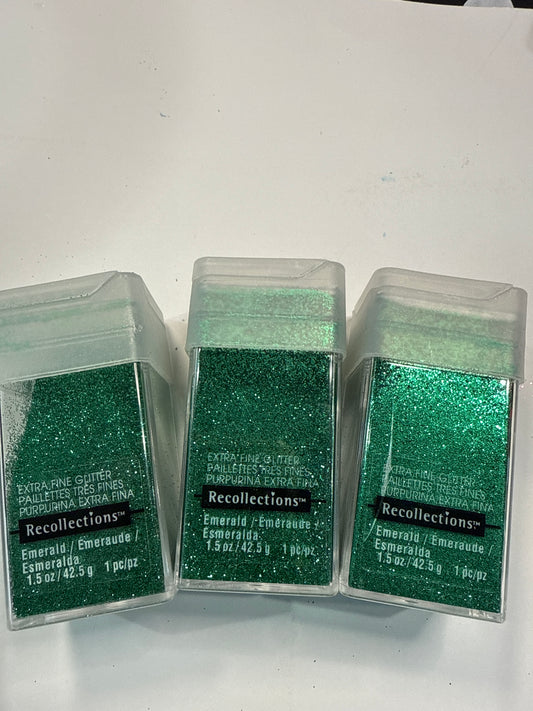 EXTRA FINE GLITTER
PAILLETTES TRÈS FINES
PURPURINA EXTRA FINA
Recollections™
Emerald / Émeraude /
Esmeralda
1.5 oz / 42.5 g 1 pc/pz
EXTRA FINE GLITTER
PAILLETTES TRÈS FINES
PURPURINA EXTRA FINA
Recollections™
Emerald / Émeraude /
Esmeralda
1.5 oz / 42.5 g 1 pc/pz
EXTRA FINE GLITTER
PAILLETTES TRÈS FINES
PURPURINA EXTRA FINA
Recollections™
Emerald / Émeraude /
Esmeralda
1.5 oz / 42.5 g 1 pc/pz